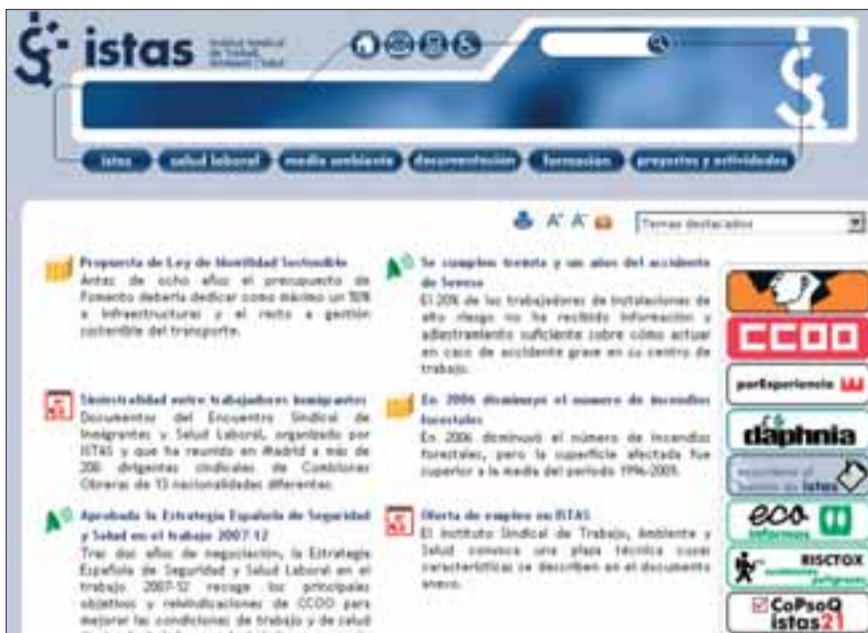 istas
Institut Sindical
de Treball,
Ambient i Salut
istas
salud laboral
medio ambiente
documentación
formación
proyectos y actividades
A+ A-
Temas destacados
Propuesta de Ley de Movilidad Sostenible
Antes de ocho años el presupuesto de
Fomento debería dedicar como máximo un 50%
a infraestructuras y el resto a gestión
sostenible del transporte.
Se cumplen treinta y un años del accidente
de Seveso
El 20% de los trabajadores de instalaciones de
alto riesgo no ha recibido información y
adiestramiento suficiente sobre cómo actuar
en caso de accidente grave en su centro de
trabajo.
Siniestralidad entre trabajadores inmigrantes
Documentos del Encuentro Sindical de
Inmigrantes y Salud Laboral, organizado por
ISTAS y que ha reunido en Madrid a más de
200 dirigentes sindicales de Comisiones
Obreras de 13 nacionalidades diferentes.
En 2006 disminuye el número de incendios
forestales
En 2006 disminuyó el número de incendios
forestales, pero la superficie afectada fue
superior a la media del periodo 1996-2005.
Aprobada la Estrategia Española de Seguridad
y Salud en el trabajo 2007-12
Tras dos años de negociación, la Estrategia
Española de Seguridad y Salud Laboral en el
trabajo 2007-12 recoge los principales
objetivos y reivindicaciones de CCOO para
mejorar las condiciones de trabajo y de salud
Oferta de empleo en ISTAS
El Instituto Sindical de Trabajo, Ambiente y
Salud convoca una plaza técnica cuyas
características se describen en el documento
anexo.
CCOO
porExperiencia
daphnia
istas
eco
informas
RISCTOX
peligrosas
CoPsoQ
istas21